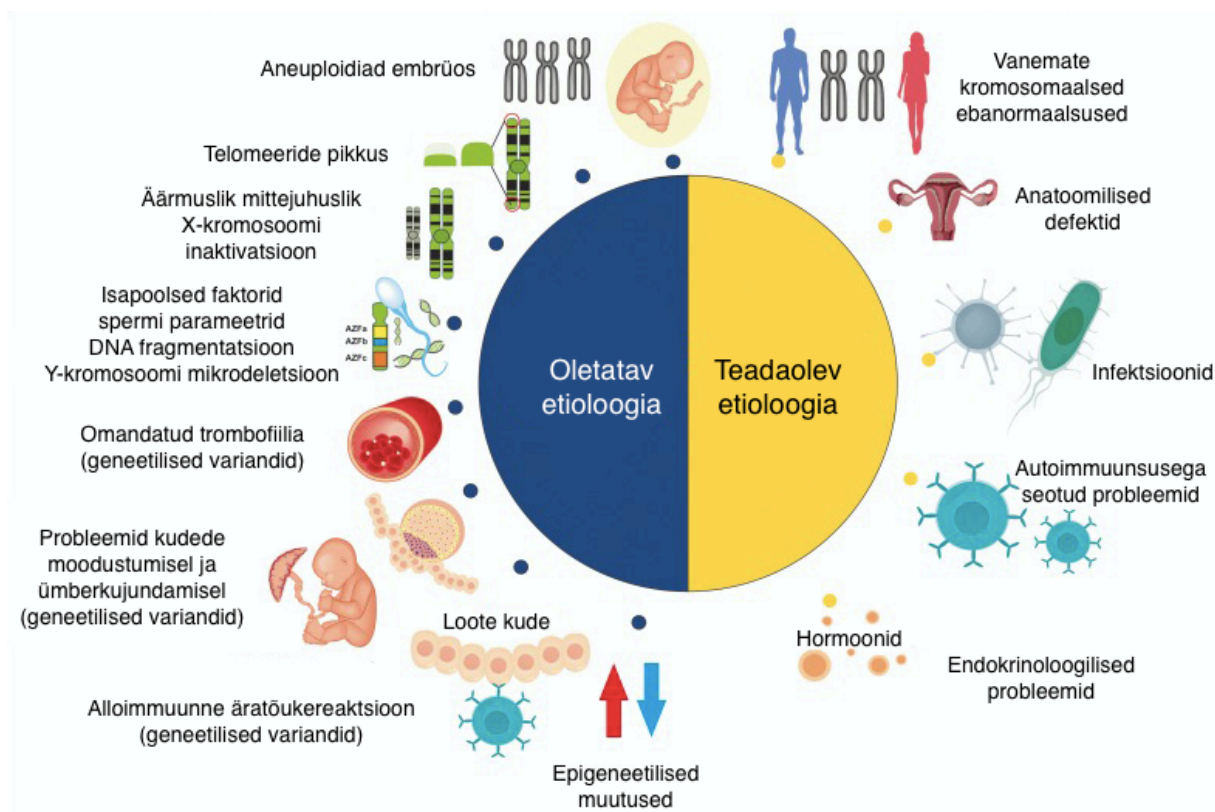 Aneuploidiad embrüos
Telomeeride pikkus
Äärmuslik mittejuhuslik
X-kromosoomi
inaktivatsioon
Isapoolsed faktorid
spermi parameetrid
DNA fragmentatsioon
Y-kromosoomi mikrodeletsioon
AZFa
AZFb
AZFc
Omandatud trombofiilia
(geneetilised variandid)
Probleemid kudede
moodustumisel ja
ümberkujundamisel
(geneetilised variandid)
Loote kude
Alloimmuunne äratõukereaktsioon
(geneetilised variandid)
Epigeneetilised
muutused
Oletatav
etioloogia
Teadaolev
etioloogia
Vanemate
kromosomaalsed
ebanormaalsused
Anatoomilised
defektid
Infektsioonid
Autoimmuunsusega
seotud probleemid
Hormoonid
Endokrinoloogilised
probleemid